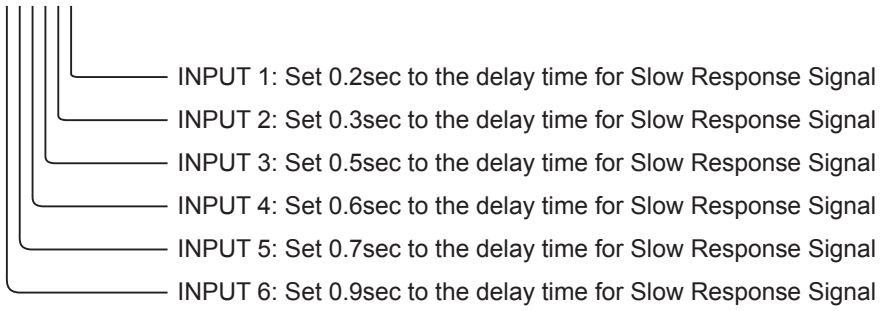 INPUT 1: Set 0.2sec to the delay time for Slow Response Signal
INPUT 2: Set 0.3sec to the delay time for Slow Response Signal
INPUT 3: Set 0.5sec to the delay time for Slow Response Signal
INPUT 4: Set 0.6sec to the delay time for Slow Response Signal
INPUT 5: Set 0.7sec to the delay time for Slow Response Signal
INPUT 6: Set 0.9sec to the delay time for Slow Response Signal